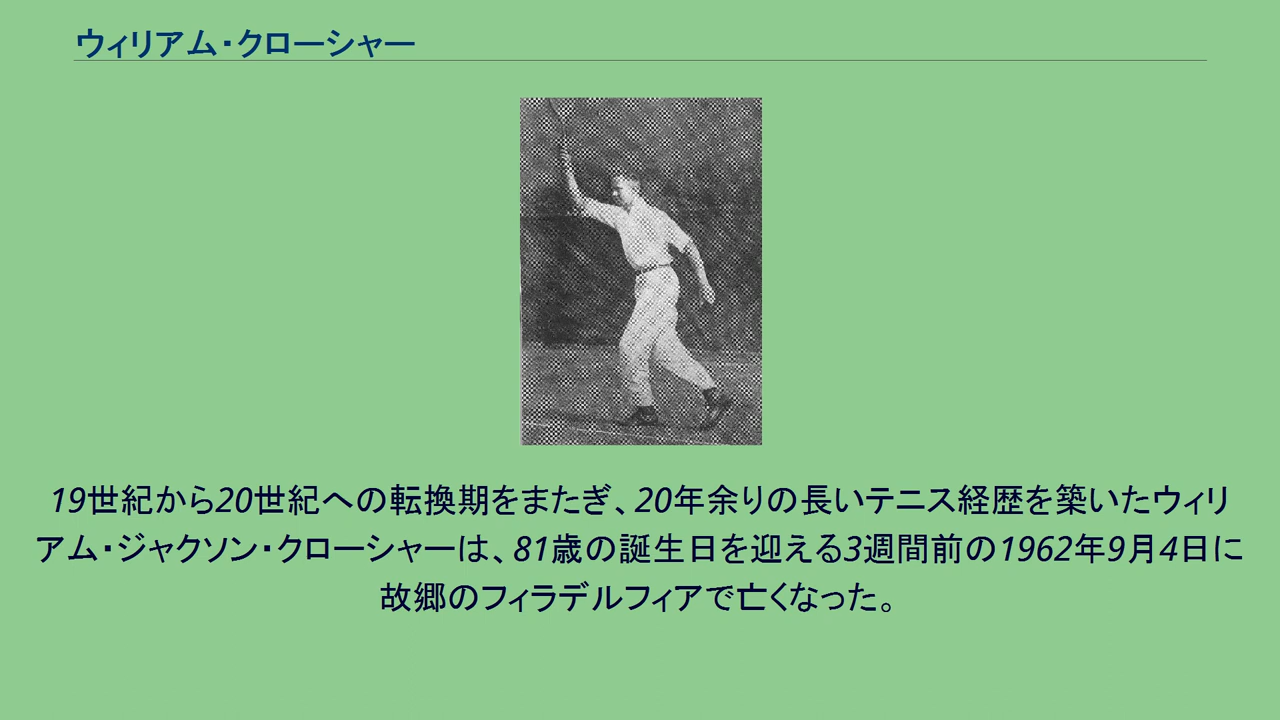 ウィリアム・クローシャー
19世紀から20世紀への転換期をまたぎ、20年余りの長いテニス経歴を築いたウィリ
アム・ジャクソン・クローシャーは、81歳の誕生日を迎える3週間前の1962年9月4日に
故郷のフィラデルフィアで亡くなった。